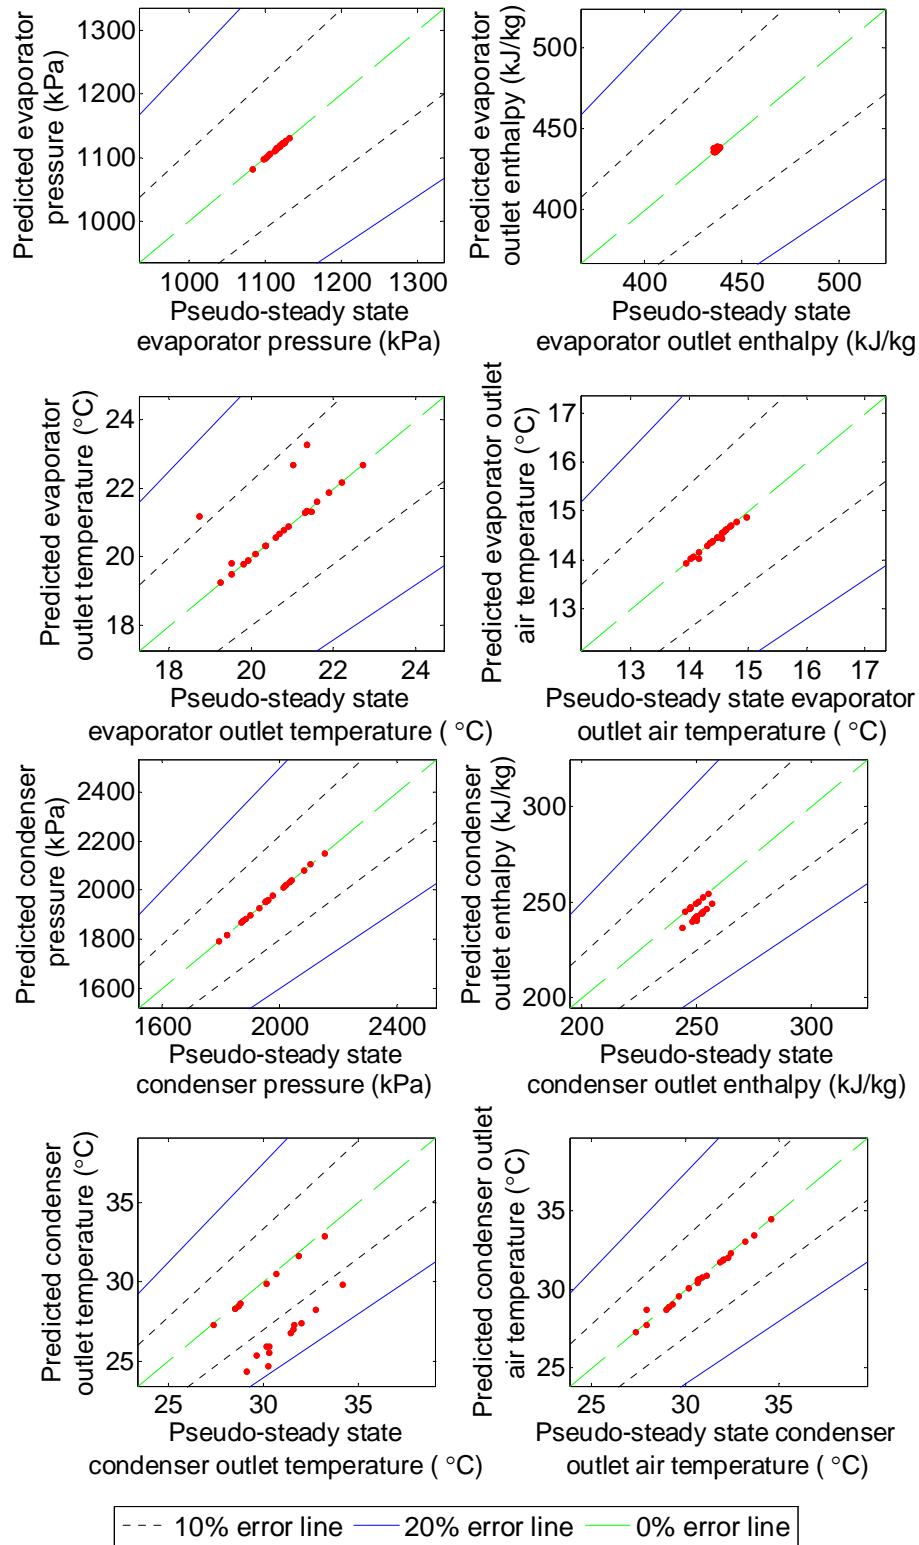 Predicted evaporator
pressure (kPa)
1300
1200
1100
1000
1000 1100 1200 1300
Pseudo-steady state
evaporator pressure (kPa)
Predicted evaporator
outlet enthalpy (kJ/kg)
500
450
400
400 450 500
Pseudo-steady state
evaporator outlet enthalpy (kJ/kg
Predicted evaporator
outlet temperature (°C)
24
22
20
18
18 20 22 24
Pseudo-steady state
evaporator outlet temperature ( °C)
Predicted evaporator outlet
air temperature (°C)
17
16
15
14
13
13 14 15 16 17
Pseudo-steady state evaporator
outlet air temperature ( °C)
Predicted condenser
pressure (kPa)
2400
2200
2000
1800
1600
1600 2000 2400
Pseudo-steady state
condenser pressure (kPa)
Predicted condenser
outlet enthalpy (kJ/kg)
300
250
200
200 250 300
Pseudo-steady state
condenser outlet enthalpy (kJ/kg)
Predicted condenser
outlet temperature (°C)
35
30
25
25 30 35
Pseudo-steady state
condenser outlet temperature ( °C)
Predicted condenser outlet
air temperature (°C)
35
30
25
25 30 35
Pseudo-steady state condenser
outlet air temperature ( °C)
10% error line 20% error line 0% error line